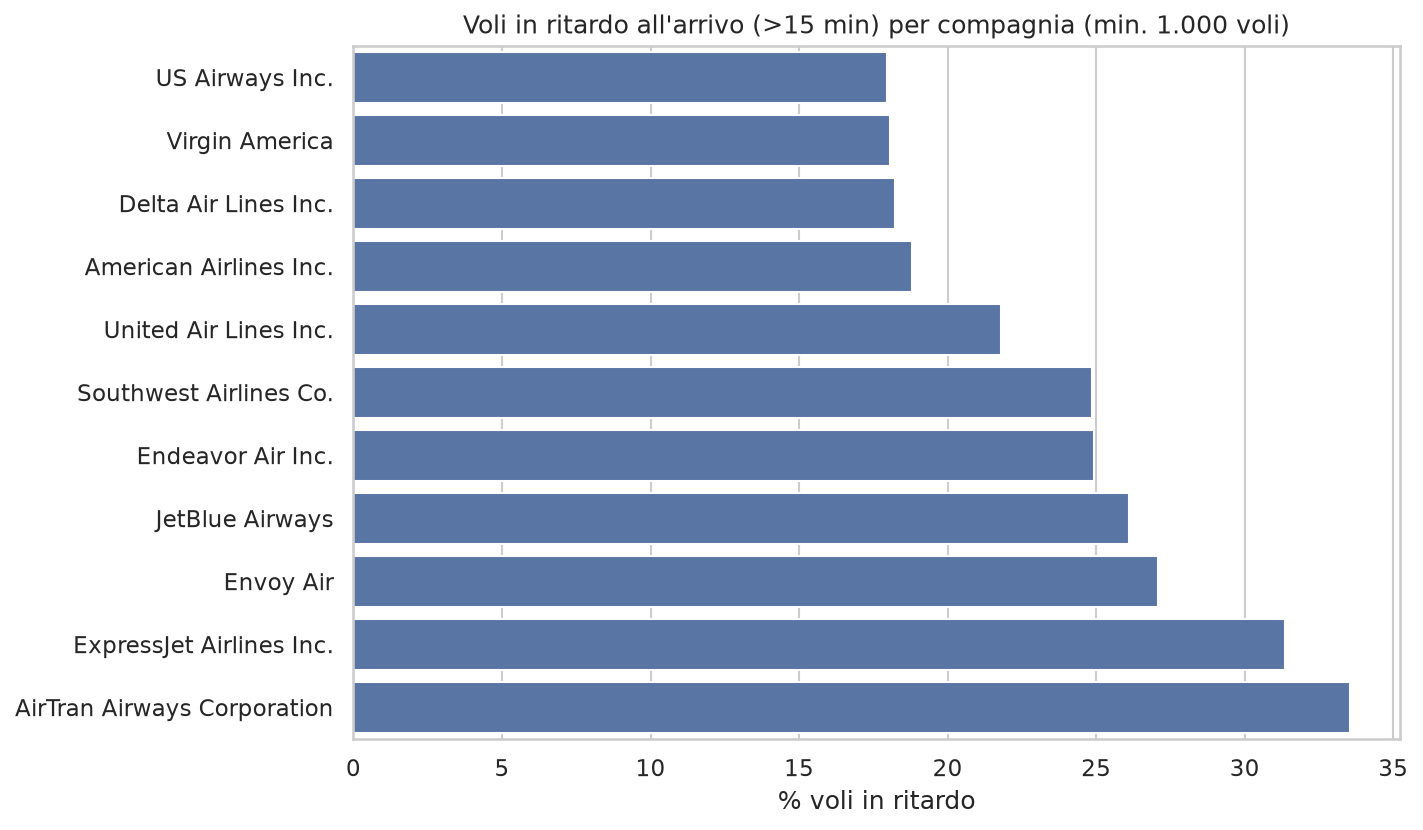 Voli in ritardo all'arrivo (>15 min) per compagnia (min. 1.000 voli)
US Airways Inc.
Virgin America
Delta Air Lines Inc.
American Airlines Inc.
United Air Lines Inc.
Southwest Airlines Co.
Endeavor Air Inc.
JetBlue Airways
Envoy Air
ExpressJet Airlines Inc.
AirTran Airways Corporation
0 5 10 15 20 25 30 35
% voli in ritardo